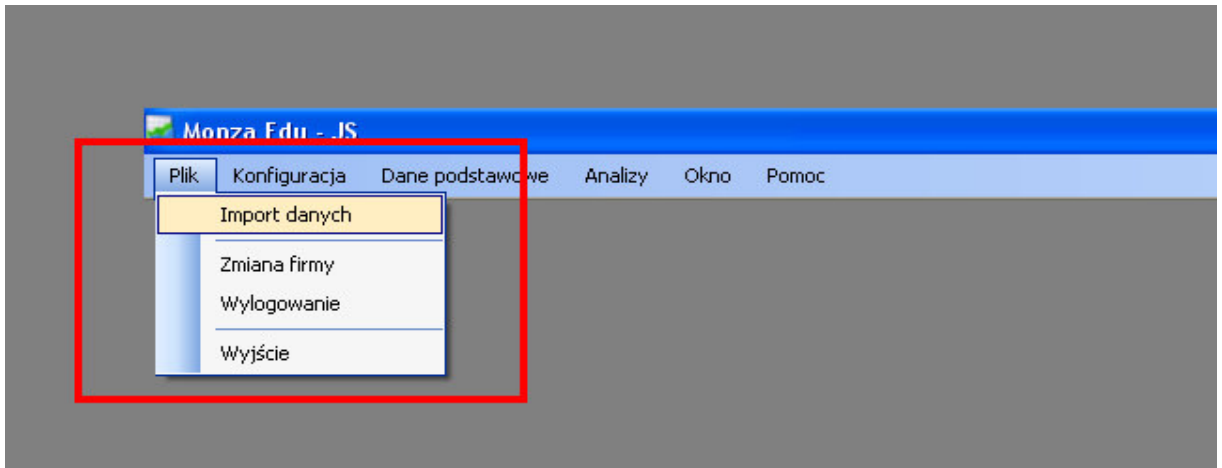 Monza Edu - JS
Plik Konfiguracja Dane podstawowe Analizy Okno Pomoc
Import danych
Zmiana firmy
Wylogowanie
Wyjście